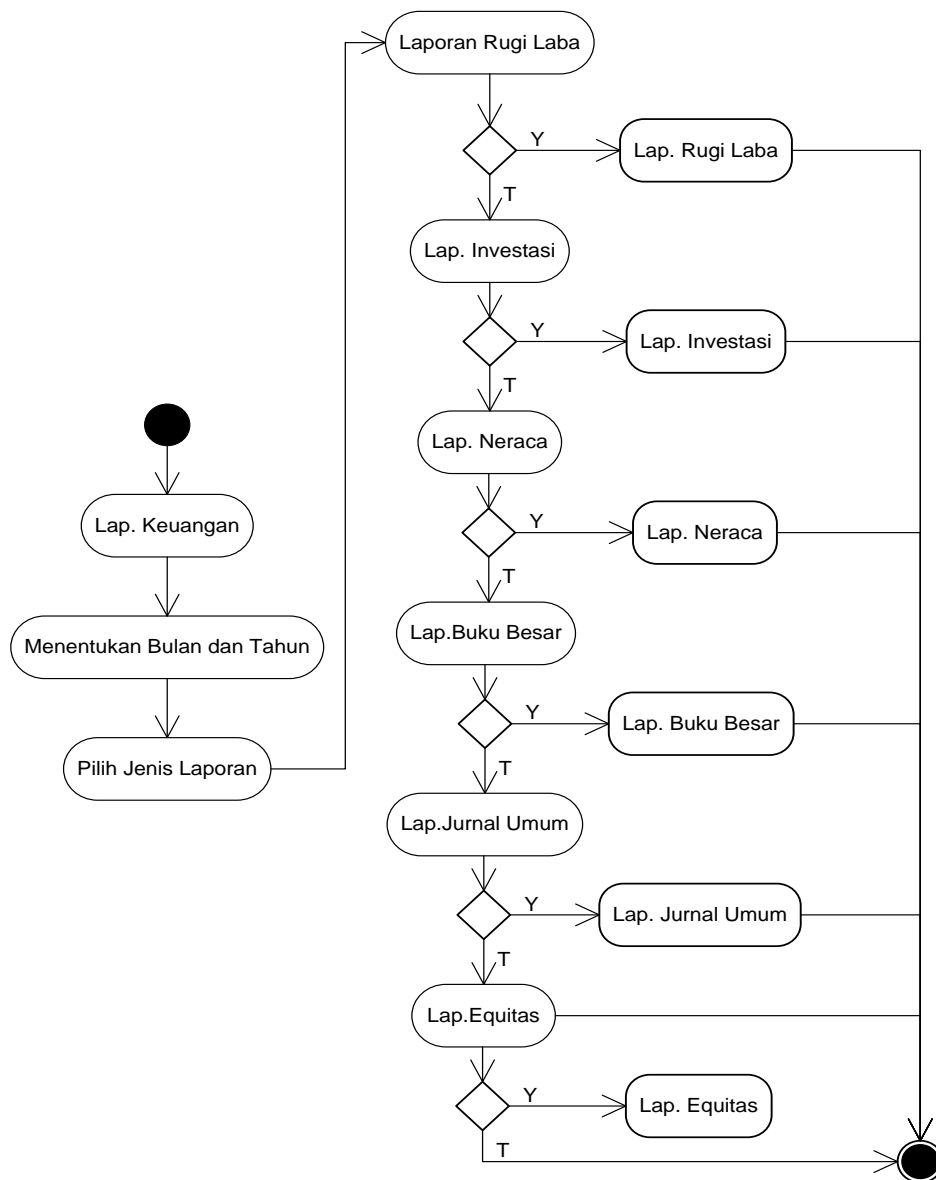 Laporan Rugi Laba
Y
Lap. Rugi Laba
T
Lap. Investasi
Y
Lap. Investasi
T
Lap. Neraca
Y
Lap. Neraca
T
Lap. Keuangan
Menentukan Bulan dan Tahun
Pilih Jenis Laporan
Lap.Buku Besar
Y
Lap. Buku Besar
T
Lap.Jurnal Umum
Y
Lap. Jurnal Umum
T
Lap.Equitas
Y
Lap. Equitas
T